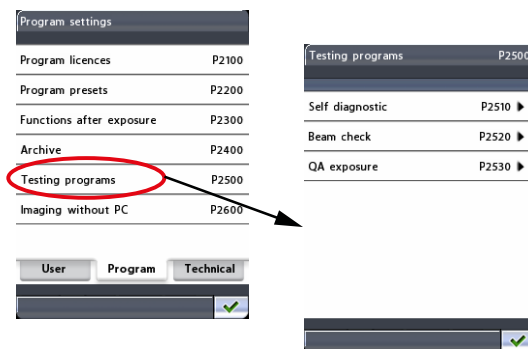 Program settings
Program licences P2100
Program presets P2200
Functions after exposure P2300
Archive P2400
Testing programs P2500
Imaging without PC P2600
User Program Technical
Testing programs P2500
Self diagnostic P2510
Beam check P2520
QA exposure P2530